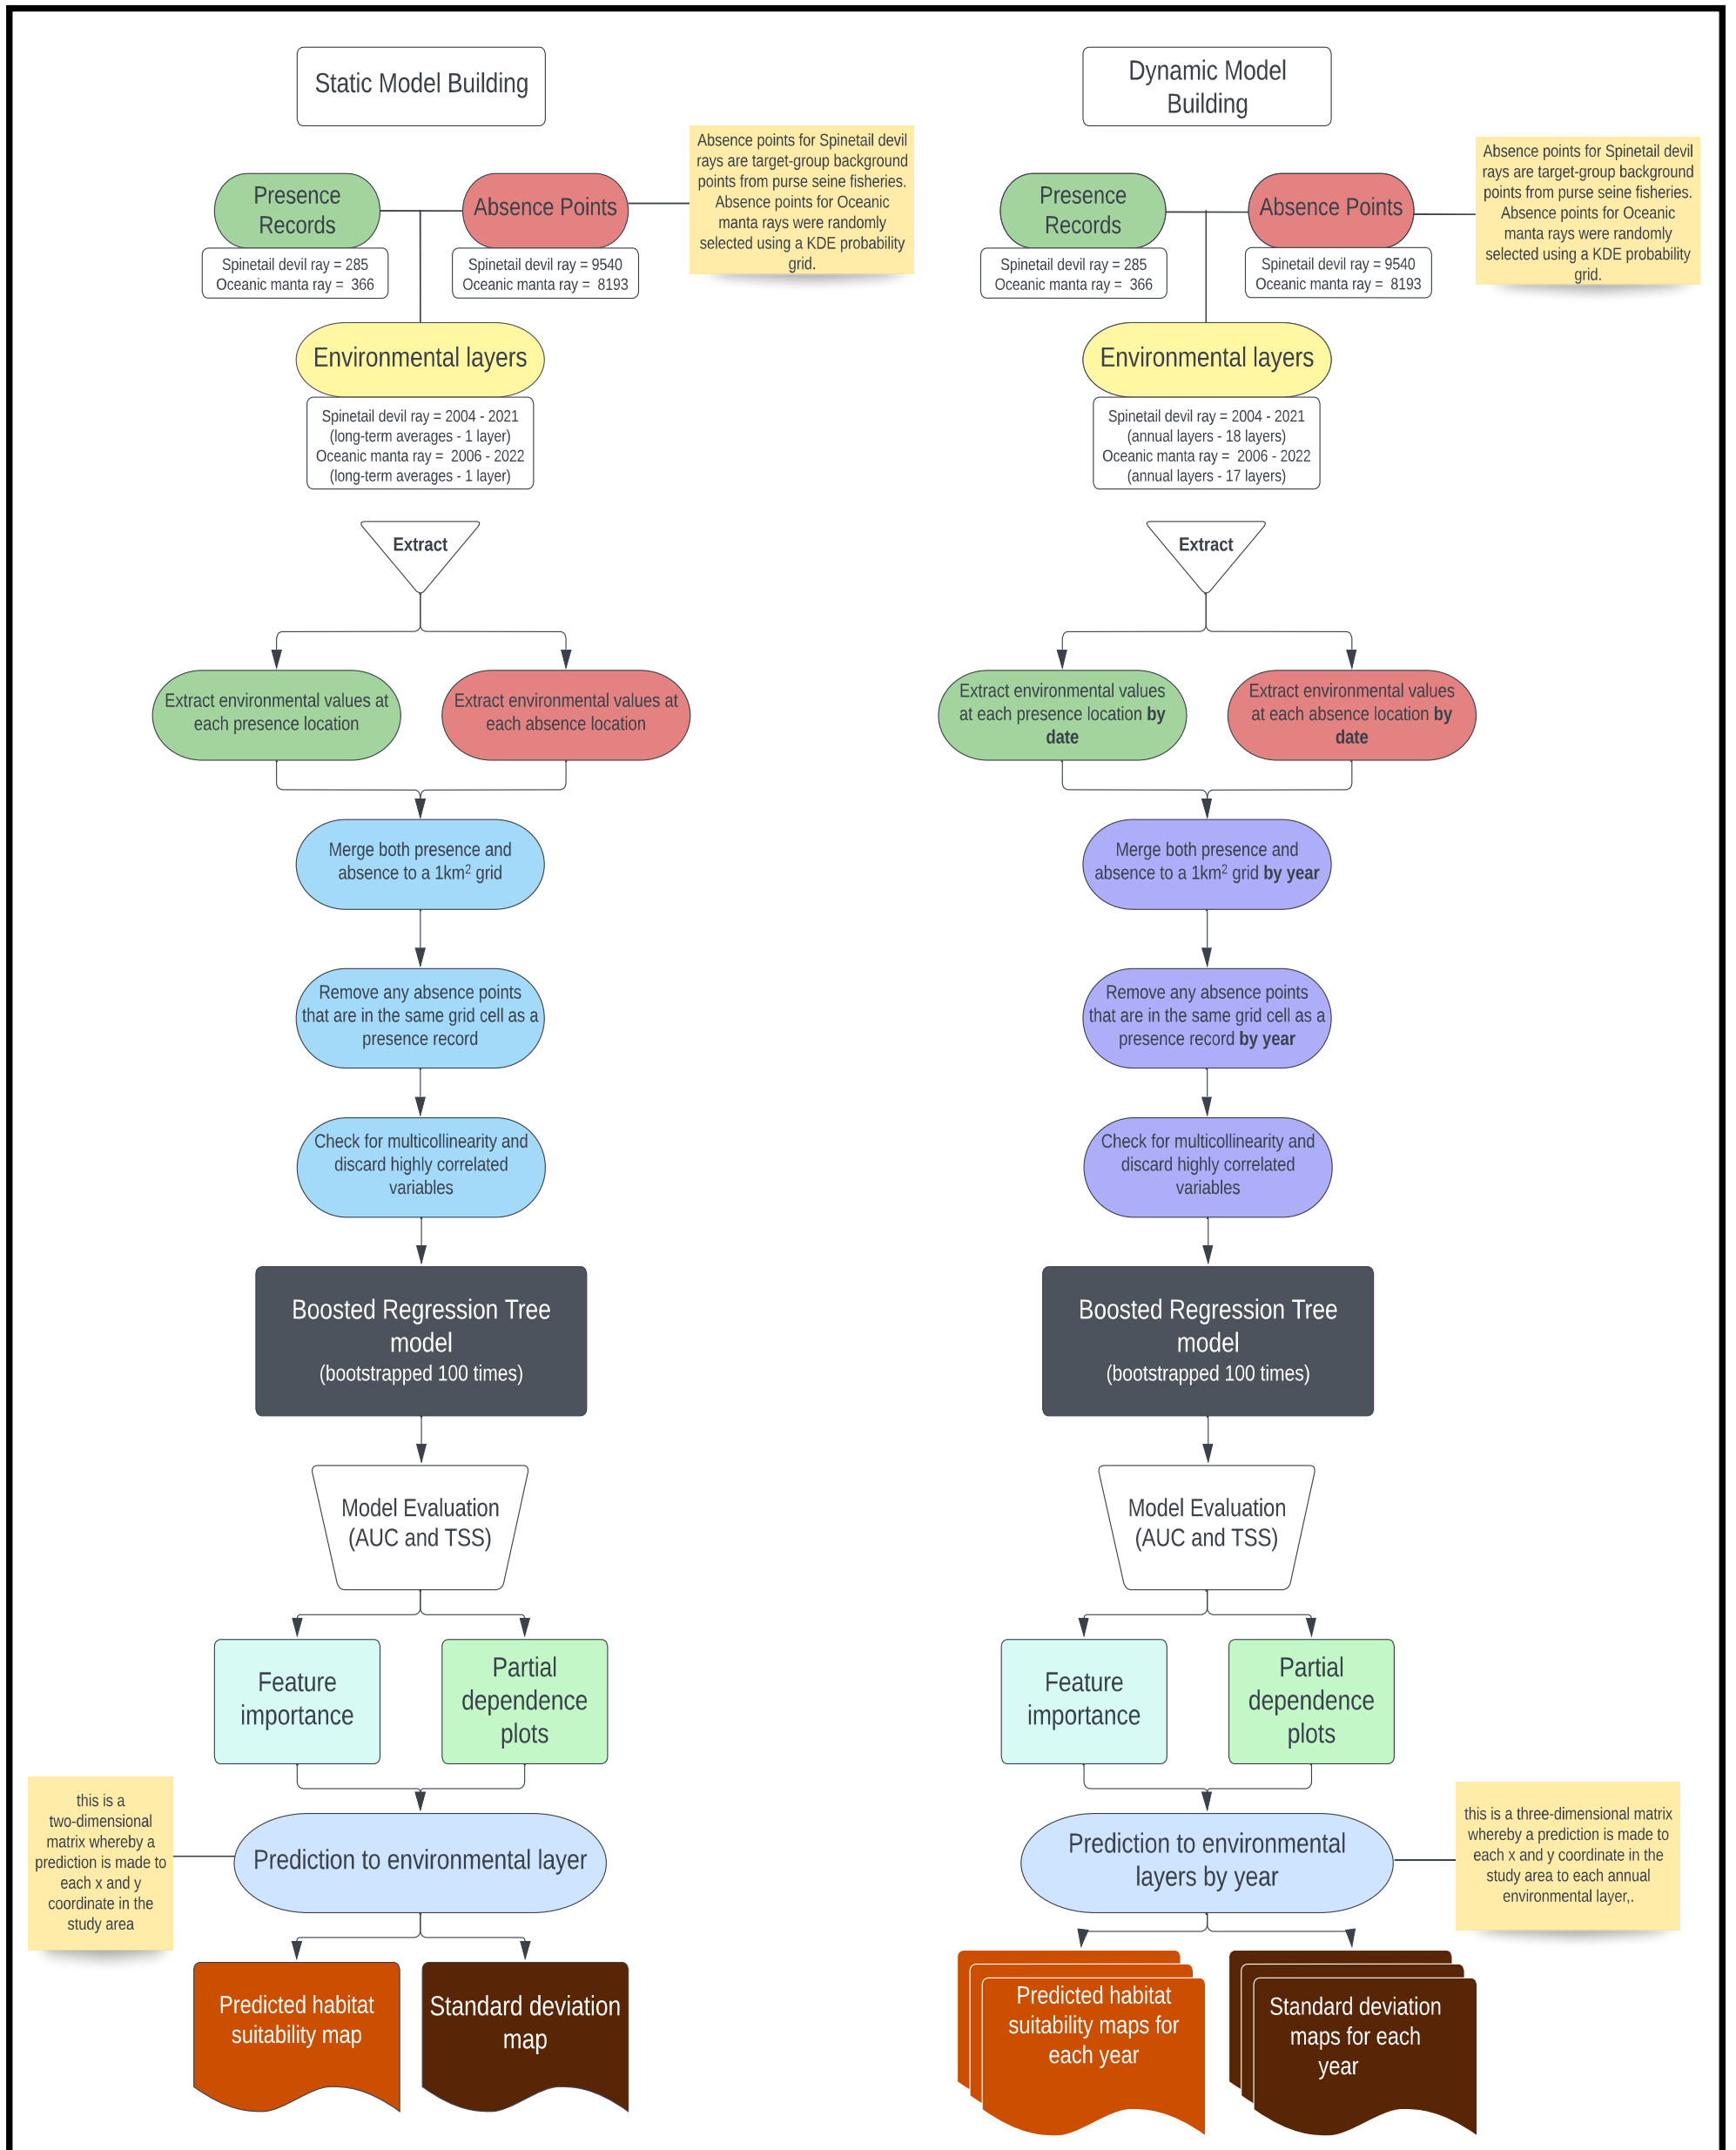 Static Model Building
Presence
Records
Absence Points
Absence points for Spinetail devil
rays are target-group background
points from purse seine fisheries.
Absence points for Oceanic
manta rays were randomly
selected using a KDE probability
grid.
Spinetail devil ray = 285
Oceanic manta ray =  366
Spinetail devil ray = 9540
Oceanic manta ray =  8193
Environmental layers
Spinetail devil ray = 2004 - 2021
(long-term averages - 1 layer)
Oceanic manta ray =  2006 - 2022
(long-term averages - 1 layer)
Extract
Extract environmental values at
each presence location
Extract environmental values at
each absence location
Merge both presence and
absence to a 1km² grid
Remove any absence points
that are in the same grid cell as a
presence record
Check for multicollinearity and
discard highly correlated
variables
Boosted Regression Tree
model
(bootstrapped 100 times)
Model Evaluation
(AUC and TSS)
Feature
importance
Partial
dependence
plots
this is a
two-dimensional
matrix whereby a
prediction is made to
each x and y
coordinate in the
study area
Prediction to environmental layer
Predicted habitat
suitability map
Standard deviation
map
Dynamic Model
Building
Presence
Records
Absence Points
Absence points for Spinetail devil
rays are target-group background
points from purse seine fisheries.
Absence points for Oceanic
manta rays were randomly
selected using a KDE probability
grid.
Spinetail devil ray = 285
Oceanic manta ray =  366
Spinetail devil ray = 9540
Oceanic manta ray =  8193
Environmental layers
Spinetail devil ray = 2004 - 2021
(annual layers - 18 layers)
Oceanic manta ray =  2006 - 2022
(annual layers - 17 layers)
Extract
Extract environmental values
at each presence location by
date
Extract environmental values
at each absence location by
date
Merge both presence and
absence to a 1km² grid by year
Remove any absence points
that are in the same grid cell as a
presence record by year
Check for multicollinearity and
discard highly correlated
variables
Boosted Regression Tree
model
(bootstrapped 100 times)
Model Evaluation
(AUC and TSS)
Feature
importance
Partial
dependence
plots
Prediction to environmental
layers by year
this is a three-dimensional matrix
whereby a prediction is made to
each x and y coordinate in the
study area to each annual
environmental layer,.
Predicted habitat
suitability maps for
each year
Standard deviation
maps for each
year